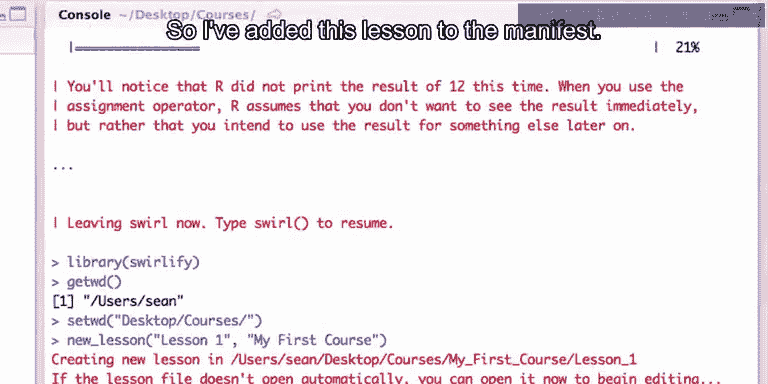 Console ~/Desktop/Courses/
So I've added this lesson to the manifest.
|================ | 21%
| You'll notice that R did not print the result of 12 this time. When you use the
| assignment operator, R assumes that you don't want to see the result immediately,
| but rather that you intend to use the result for something else later on.
...
| Leaving swirl now. Type swirl() to resume.
> library(swirlify)
> getwd()
[1] "/Users/sean"
> setwd("Desktop/Courses/")
> new_lesson("Lesson 1", "My First Course")
Creating new lesson in /Users/sean/Desktop/Courses/My_First_Course/Lesson_1
If the lesson file doesn't open automatically, you can open it now to begin editing...